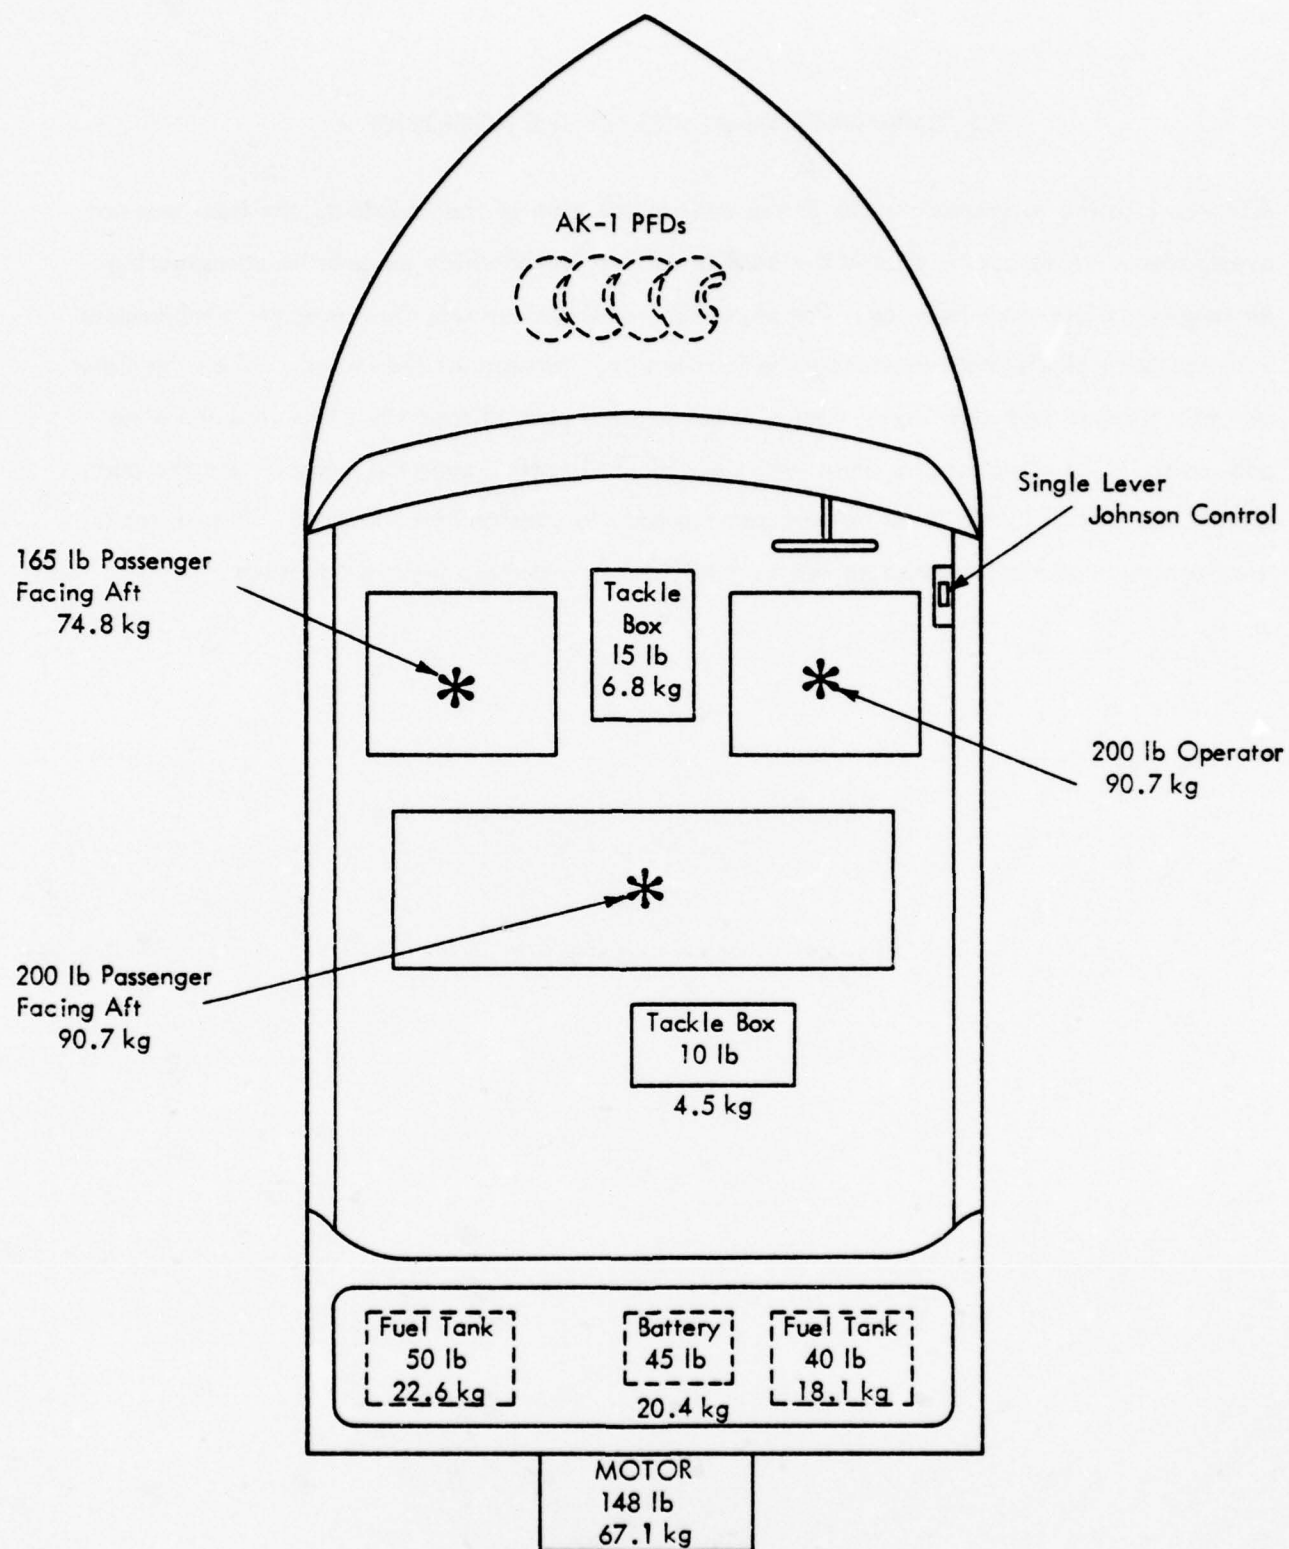 AK-1 PFDs
Single Lever
Johnson Control
165 lb Passenger
Facing Aft
74.8 kg
Tackle
Box
15 lb
6.8 kg
200 lb Operator
90.7 kg
200 lb Passenger
Facing Aft
90.7 kg
Tackle Box
10 lb
4.5 kg
Fuel Tank
50 lb
22.6 kg
Battery
45 lb
20.4 kg
Fuel Tank
40 lb
18.1 kg
MOTOR
148 lb
67.1 kg